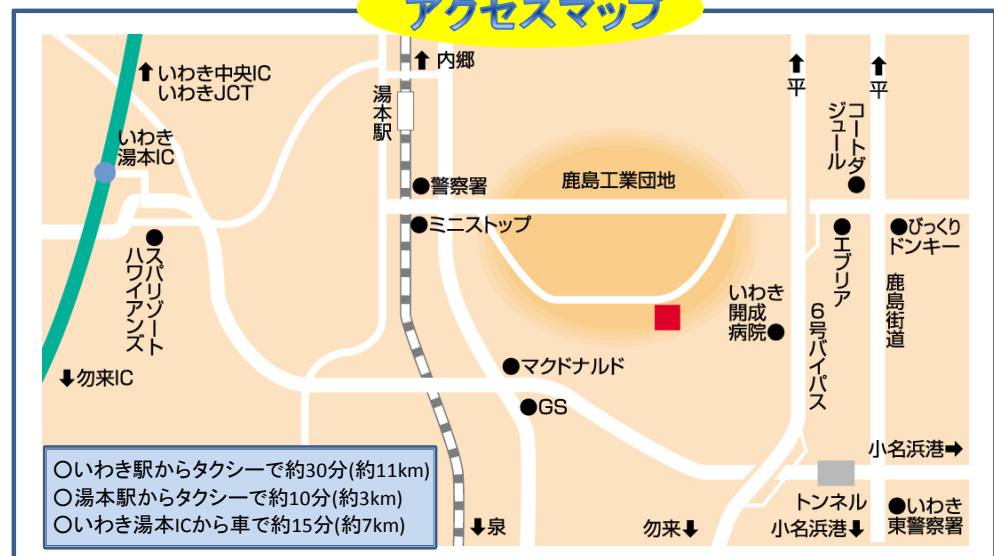 アクセスマップ
いわき中央IC
いわきJCT
内郷
湯本駅
平
平
コートダ
ジュール
いわき
湯本IC
警察署
鹿島工業団地
ミニストップ
エブリア
びっくり
ドンキー
スパリゾート
ハワイアンズ
いわき
開成
病院
6号バイパス
鹿島街道
マクドナルド
勿来IC
GS
小名浜港
〇いわき駅からタクシーで約30分(約11km)
〇湯本駅からタクシーで約10分(約3km)
〇いわき湯本ICから車で約15分(約7km)
トンネル
いわき
東警察署
泉
勿来
小名浜港